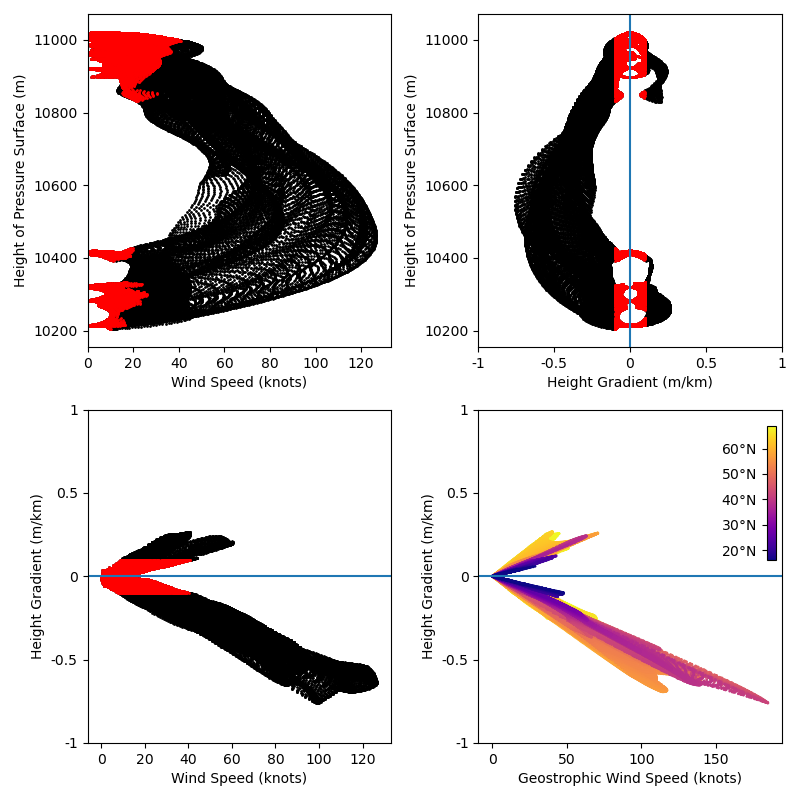 11000
10800
10600
10400
10200
Height of Pressure Surface (m)
0 20 40 60 80 100 120
Wind Speed (knots)
11000
10800
10600
10400
10200
Height of Pressure Surface (m)
-1 -0.5 0 0.5 1
Height Gradient (m/km)
1
0.5
0
-0.5
-1
Height Gradient (m/km)
0 20 40 60 80 100 120
Wind Speed (knots)
1
0.5
0
-0.5
-1
Height Gradient (m/km)
60°N
50°N
40°N
30°N
20°N
0 50 100 150
Geostrophic Wind Speed (knots)